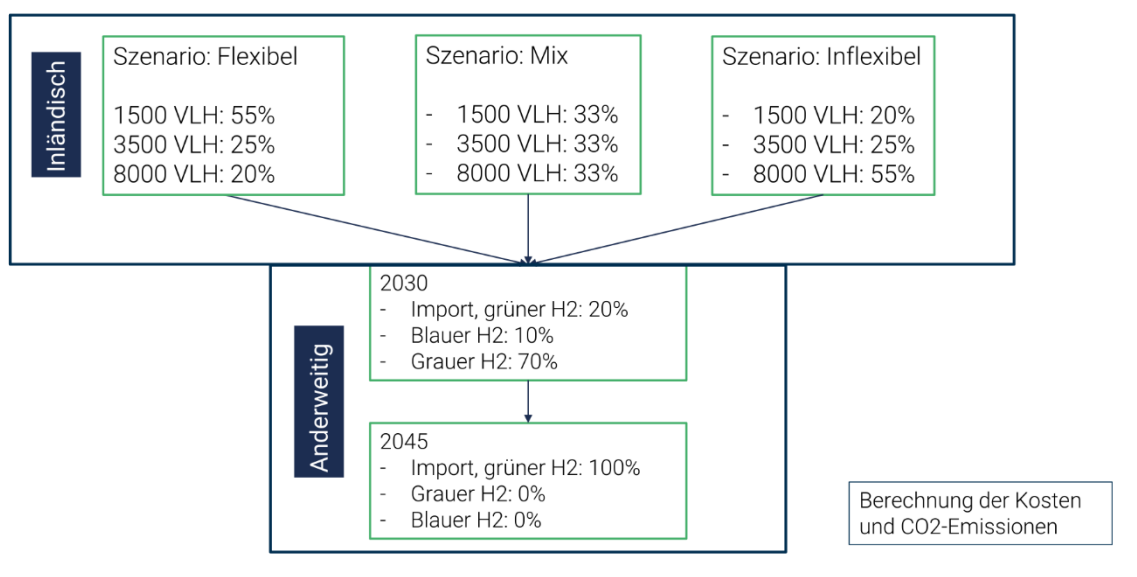 Inländisch
Szenario: Flexibel
1500 VLH: 55%
3500 VLH: 25%
8000 VLH: 20%
Szenario: Mix
- 1500 VLH: 33%
- 3500 VLH: 33%
- 8000 VLH: 33%
Szenario: Inflexibel
- 1500 VLH: 20%
- 3500 VLH: 25%
- 8000 VLH: 55%
Anderweitig
2030
- Import, grüner H2: 20%
- Blauer H2: 10%
- Grauer H2: 70%
2045
- Import, grüner H2: 100%
- Grauer H2: 0%
- Blauer H2: 0%
Berechnung der Kosten
und CO2-Emissionen